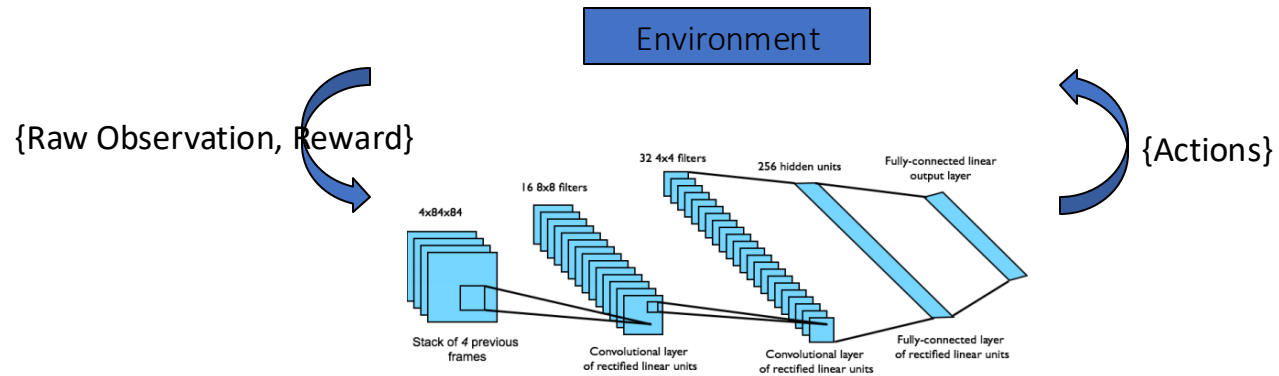 Environment
{Raw Observation, Reward}
{Actions}
32 4x4 filters
256 hidden units
Fully-connected linear
output layer
16 8x8 filters
4x84x84
Stack of 4 previous
frames
Convolutional layer
of rectified linear units
Convolutional layer
of rectified linear units
Fully-connected layer
of rectified linear units